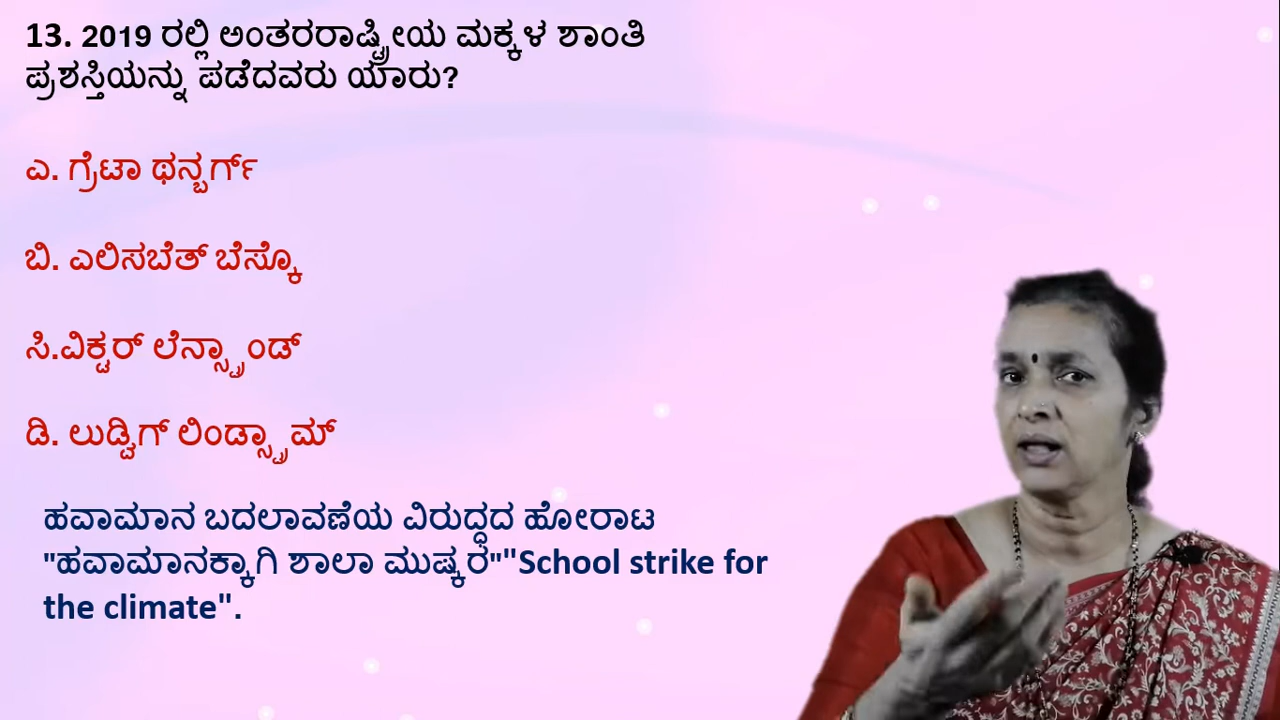 13. 2019 ರಲ್ಲಿ ಅಂತರರಾಷ್ಟ್ರೀಯ ಮಕ್ಕಳ ಶಾಂತಿ
ಪ್ರಶಸ್ತಿಯನ್ನು ಪಡೆದವರು ಯಾರು?
ಎ. ಗ್ರೆಟಾ ಥನ್ಬರ್ಗ್
ಬಿ. ಎಲಿಸಬೆತ್ ಬೆಸ್ಕೊ
ಸಿ.ವಿಕ್ಟರ್ ಲೆನ್ಸ್ಟ್ರಾಂಡ್
ಡಿ. ಲುಡ್ವಿಗ್ ಲಿಂಡ್ಸ್ಟ್ರಾಮ್
ಹವಾಮಾನ ಬದಲಾವಣೆಯ ವಿರುದ್ಧದ ಹೋರಾಟ
"ಹವಾಮಾನಕ್ಕಾಗಿ ಶಾಲಾ ಮುಷ್ಕರ""School strike for
the climate".